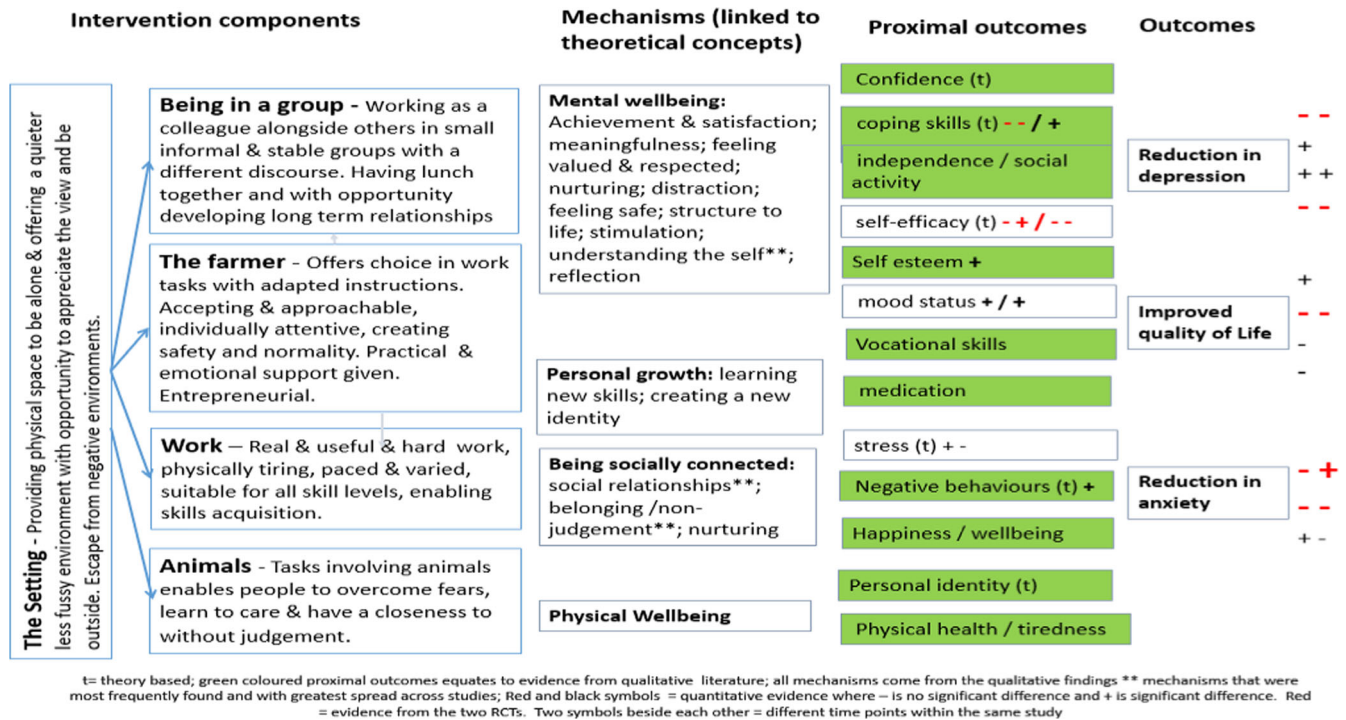 Intervention components
Mechanisms (linked to
theoretical concepts)
Proximal outcomes
Outcomes
The Setting - Providing physical space to be alone & offering a quieter
less fussy environment with opportunity to appreciate the view and be
outside. Escape from negative environments.
Being in a group - Working as a
colleague alongside others in small
informal & stable groups with a
different discourse. Having lunch
together and with opportunity
developing long term relationships
The farmer - Offers choice in work
tasks with adapted instructions.
Accepting & approachable,
individually attentive, creating
safety and normality. Practical &
emotional support given.
Entrepreneurial.
Work – Real & useful & hard work,
physically tiring, paced & varied,
suitable for all skill levels, enabling
skills acquisition.
Animals - Tasks involving animals
enables people to overcome fears,
learn to care & have a closeness to
without judgement.
Mental wellbeing:
Achievement & satisfaction;
meaningfulness; feeling
valued & respected;
nurturing; distraction;
feeling safe; structure to
life; stimulation;
understanding the self**;
reflection
Personal growth: learning
new skills; creating a new
identity
Being socially connected:
social relationships**;
belonging /non-
judgement**; nurturing
Physical Wellbeing
Confidence (t)
coping skills (t) - - / +
independence / social
activity
self-efficacy (t) - + / - -
Self esteem +
mood status + / +
Vocational skills
medication
stress (t) + -
Negative behaviours (t) +
Happiness / wellbeing
Personal identity (t)
Physical health / tiredness
Reduction in
depression
- -
+
+ +
- -
Improved
quality of Life
+
- -
-
-
Reduction in
anxiety
- +
- -
+ -
t= theory based; green coloured proximal outcomes equates to evidence from qualitative literature; all mechanisms come from the qualitative findings ** mechanisms that were
most frequently found and with greatest spread across studies; Red and black symbols = quantitative evidence where – is no significant difference and + is significant difference. Red
= evidence from the two RCTs. Two symbols beside each other = different time points within the same study